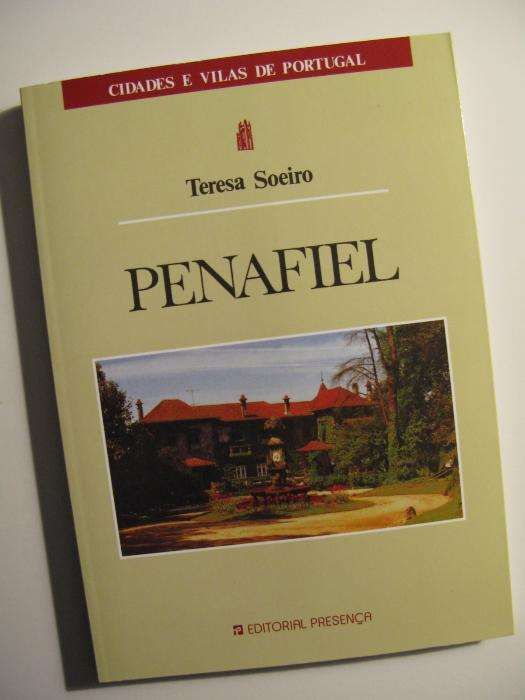 CIDADES E VILAS DE PORTUGAL
Teresa Soeiro
PENAFIEL
EDITORIAL PRESENÇA